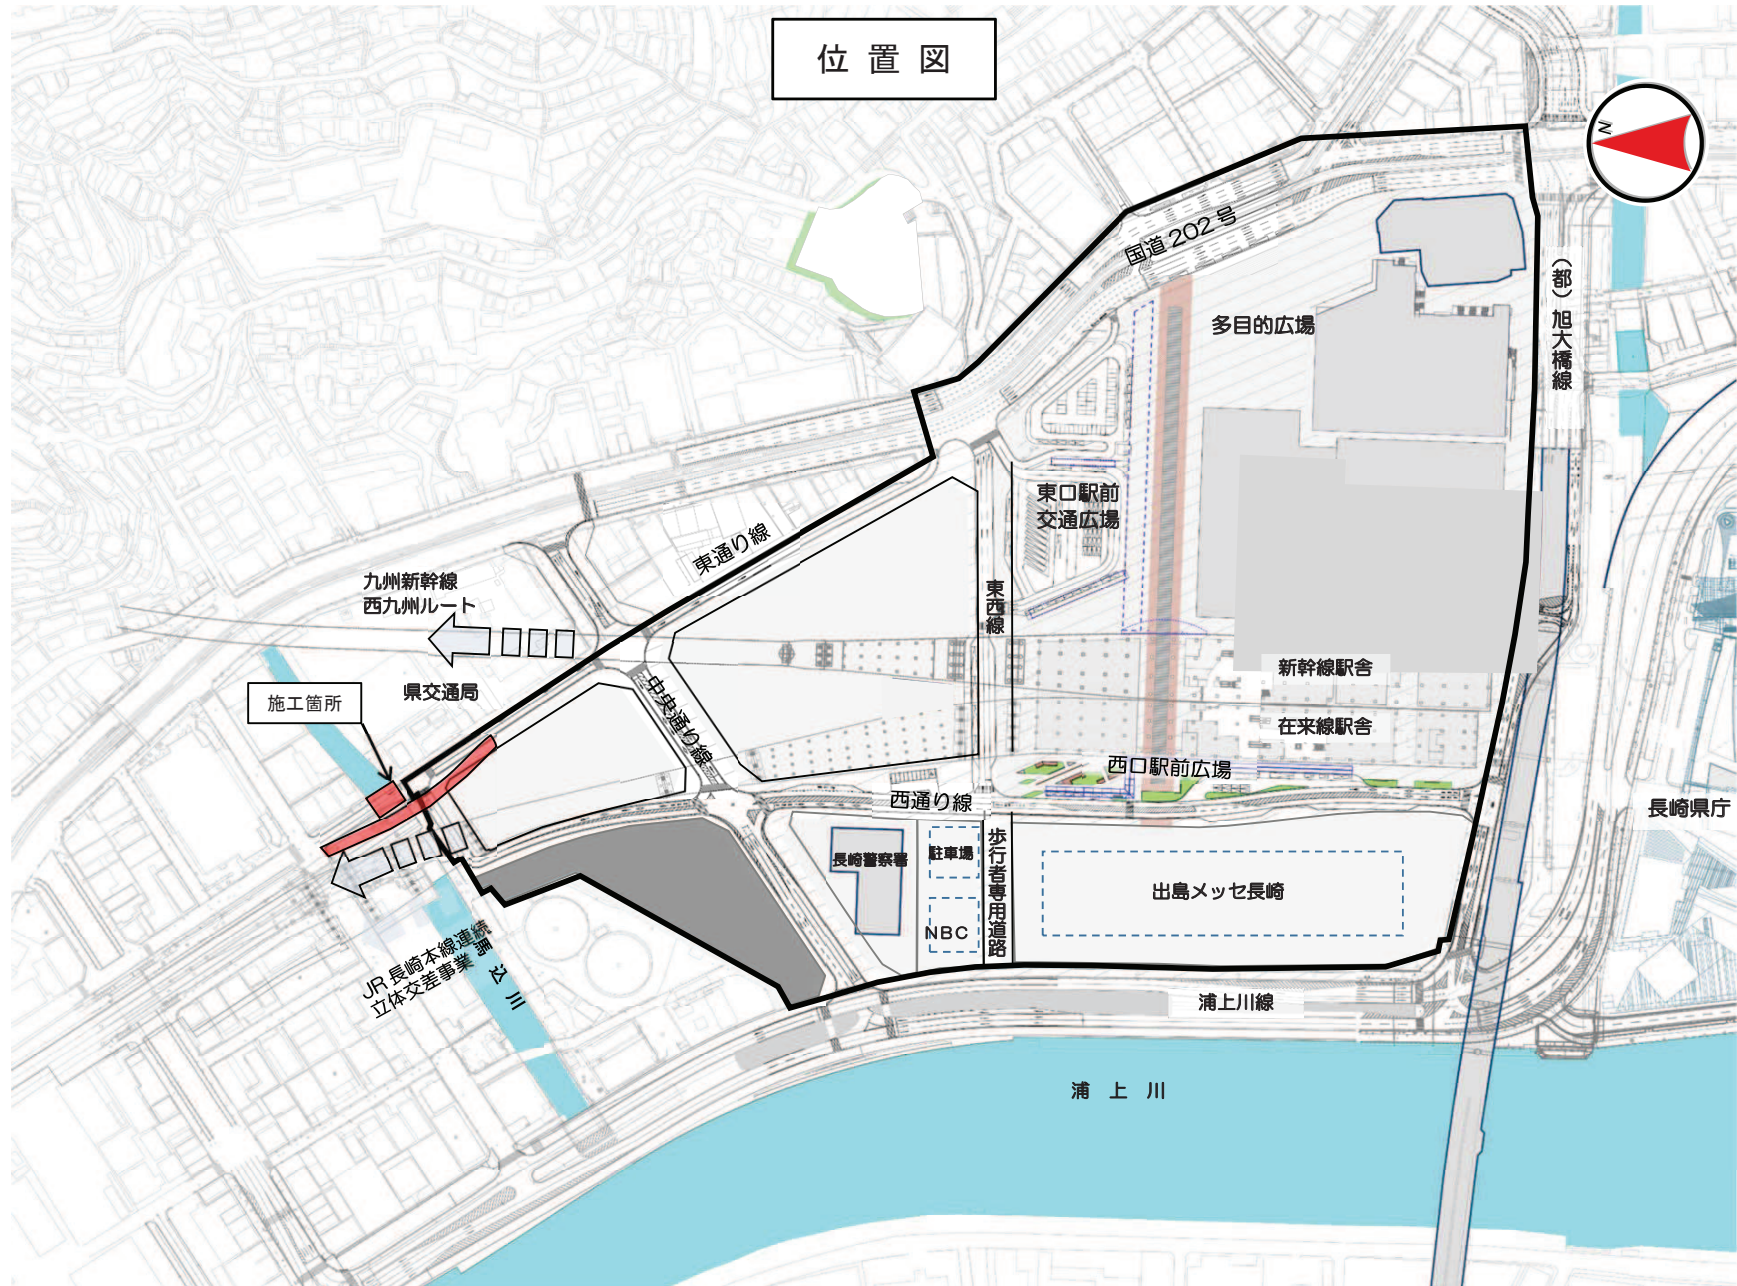 位置図
N
国道202号
(都)旭大橋線
多目的広場
東口駅前
交通広場
東通り線
九州新幹線
西九州ルート
東西線
県交通局
施工箇所
中央通り線
新幹線駅舎
在来線駅舎
西口駅前広場
西通り線
長崎県庁
長崎警察署
駐車場
歩行者専用道路
出島メッセ長崎
NBC
JR長崎本線連続
立体交差事業
馬込川
浦上川線
浦上川